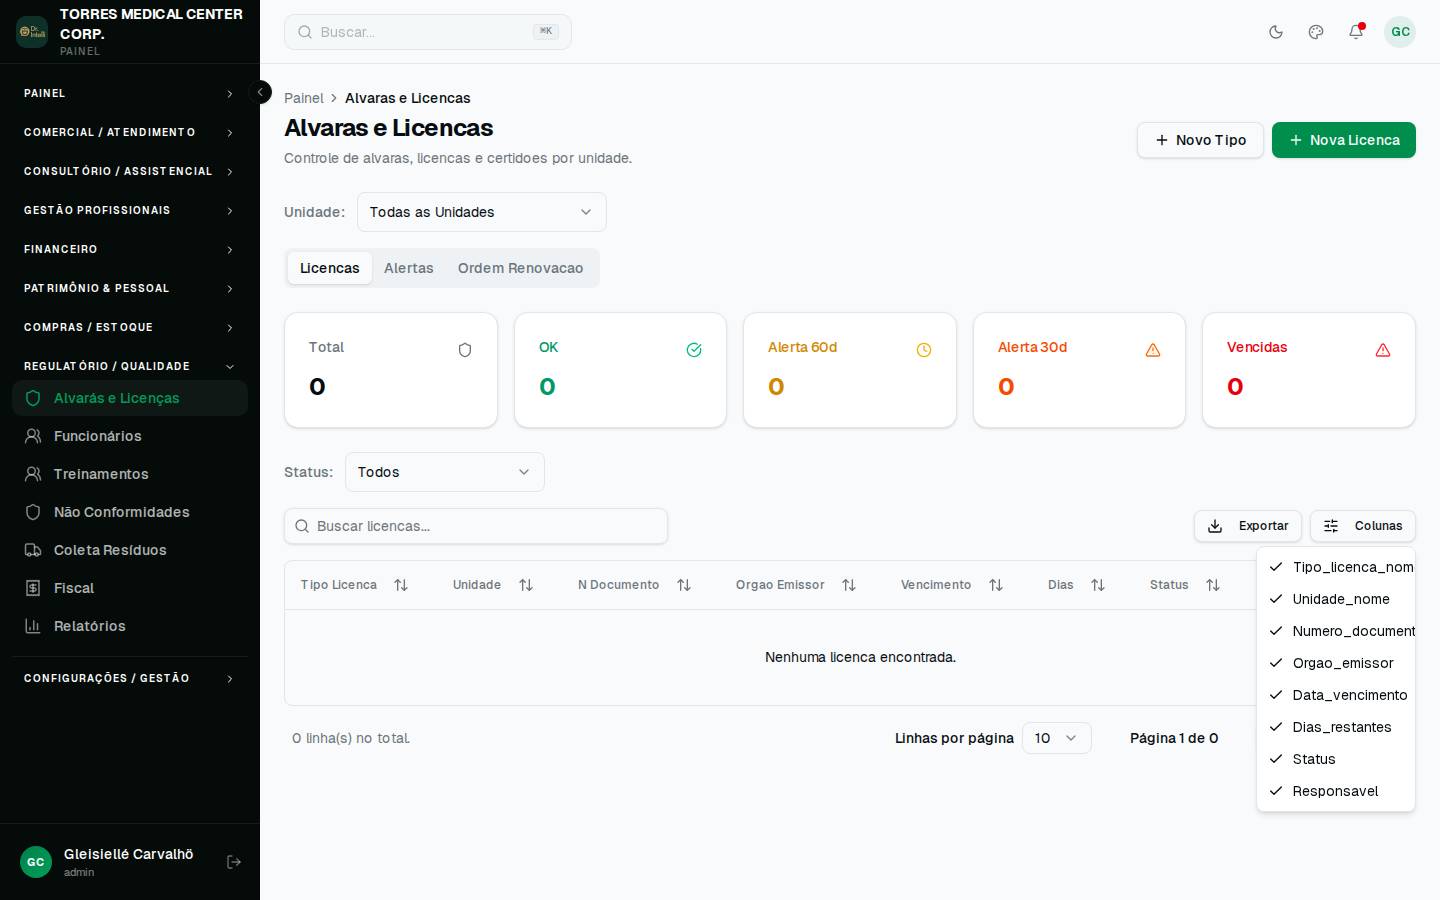 TORRES MEDICAL CENTER
CORP.
PAINEL
Dr.
Intelli
Buscar...
⌘K
GC
PAINEL
COMERCIAL / ATENDIMENTO
CONSULTÓRIO / ASSISTENCIAL
GESTÃO PROFISSIONAIS
FINANCEIRO
PATRIMÔNIO & PESSOAL
COMPRAS / ESTOQUE
REGULATÓRIO / QUALIDADE
Alvarás e Licenças
Funcionários
Treinamentos
Não Conformidades
Coleta Resíduos
Fiscal
Relatórios
CONFIGURAÇÕES / GESTÃO
GC
Gleisiellé Carvalhö
admin
Painel > Alvaras e Licencas
Alvaras e Licencas
Controle de alvaras, licencas e certidoes por unidade.
+ Novo Tipo
+ Nova Licenca
Unidade: Todas as Unidades
Licencas Alertas Ordem Renovacao
Total OK Alerta 60d Alerta 30d Vencidas
0 0 0 0 0
Status: Todos
Buscar licencas...
Exportar Colunas
Tipo Licenca Unidade N Documento Orgao Emissor Vencimento Dias Status
Nenhuma licenca encontrada.
0 linha(s) no total.
Linhas por página 10 Página 1 de 0
Tipo_licenca_nom
Unidade_nome
Numero_document
Orgao_emissor
Data_vencimento
Dias_restantes
Status
Responsavel